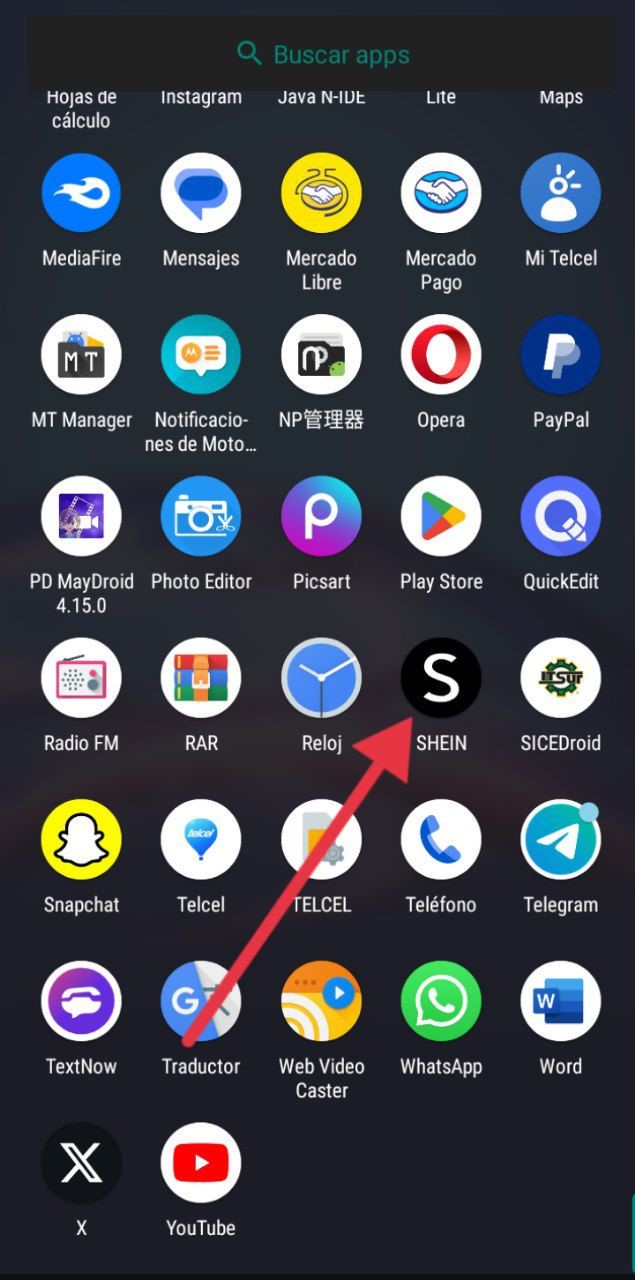 Buscar apps
Hojas de
cálculo
Instagram
Java N-IDE
Lite
Maps
MediaFire
Mensajes
Mercado
Libre
Mercado
Pago
Mi Telcel
MT
MT Manager
Notificacio-
nes de Moto...
NP管理器
Opera
PayPal
PD MayDroid
4.15.0
Photo Editor
Picsart
Play Store
QuickEdit
Radio FM
RAR
Reloj
S
SHEIN
ITSur
SICEDroid
Snapchat
telcel
Telcel
TELCEL
Teléfono
Telegram
TextNow
G
Traductor
Web Video
Caster
WhatsApp
W
Word
X
YouTube